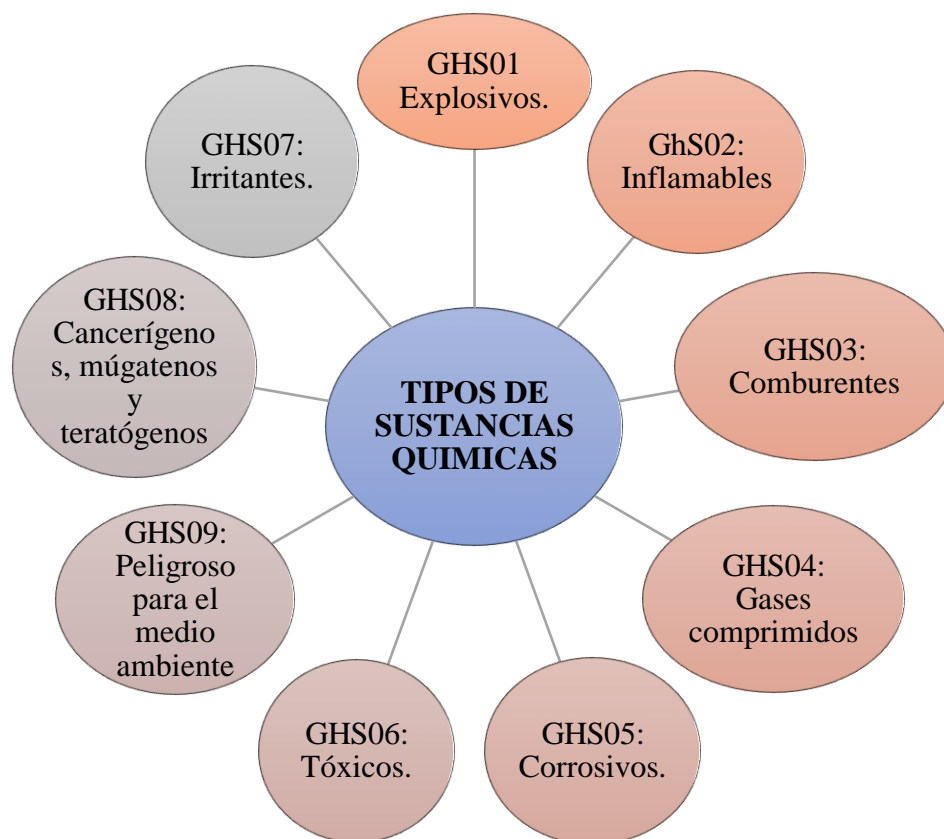 GHS01
Explosivos.
GhS02:
Inflamables
GHS03:
Comburentes
GHS04:
Gases
comprimidos
GHS05:
Corrosivos.
GHS06:
Tóxicos.
GHS09:
Peligroso
para el
medio
ambiente
GHS08:
Cancerígeno
s, múgatenos
y
teratógenos
GHS07:
Irritantes.
TIPOS DE
SUSTANCIAS
QUIMICAS